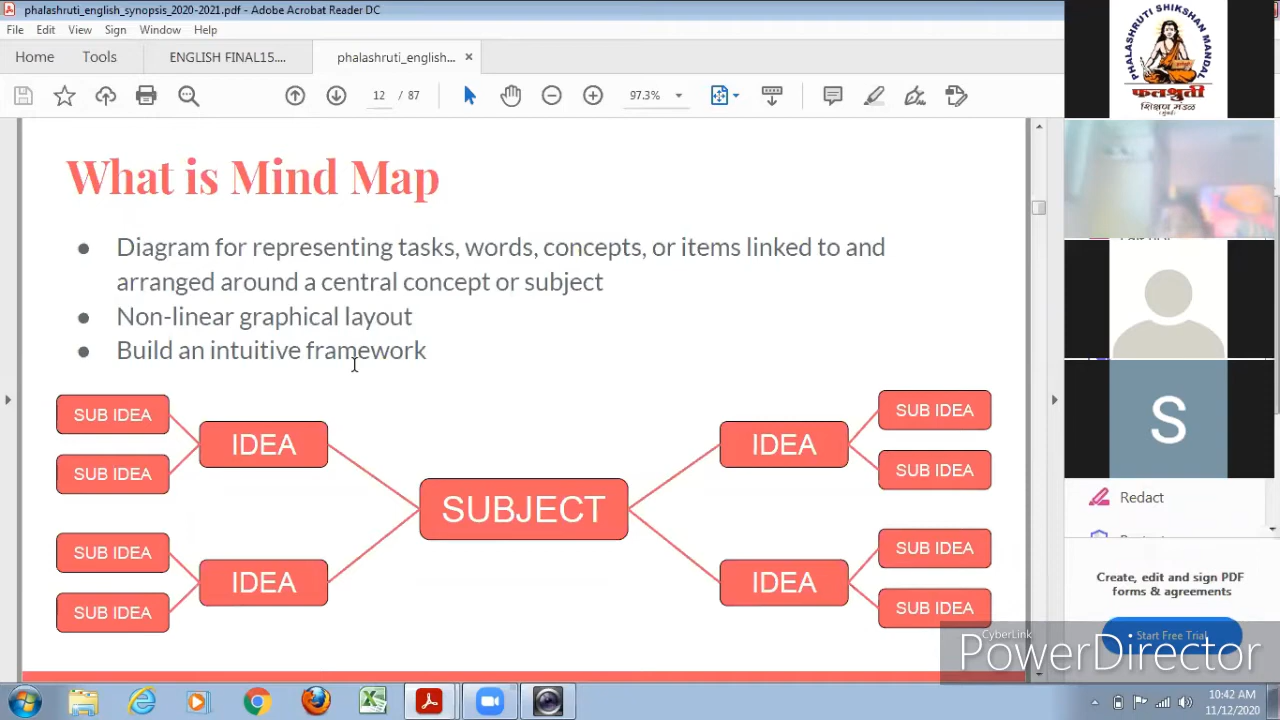 phalashruti_english_synopsis_2020-2021.pdf - Adobe Acrobat Reader DC
File Edit View Sign Window Help
Home Tools ENGLISH FINAL15.... phalashruti_english... ×
12 / 87 97.3%
PHALASHRUTI SHIKSHAN MANDAL
फलश्रुती
शिक्षण मंडळ
What is Mind Map
● Diagram for representing tasks, words, concepts, or items linked to and
arranged around a central concept or subject
● Non-linear graphical layout
● Build an intuitive framework
SUB IDEA
SUB IDEA
IDEA
SUB IDEA
SUB IDEA
IDEA
SUBJECT
IDEA
SUB IDEA
SUB IDEA
IDEA
SUB IDEA
SUB IDEA
S
Redact
Create, edit and sign PDF
forms & agreements
Start Free Trial
CyberLink
PowerDirector
10:42 AM
11/12/2020